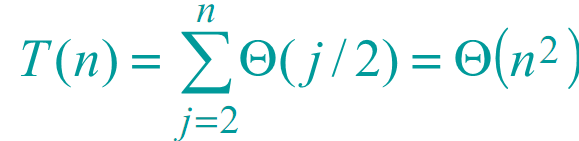 T(n) = ∑_{j=2}^{n} Θ(j/2) = Θ(n²)